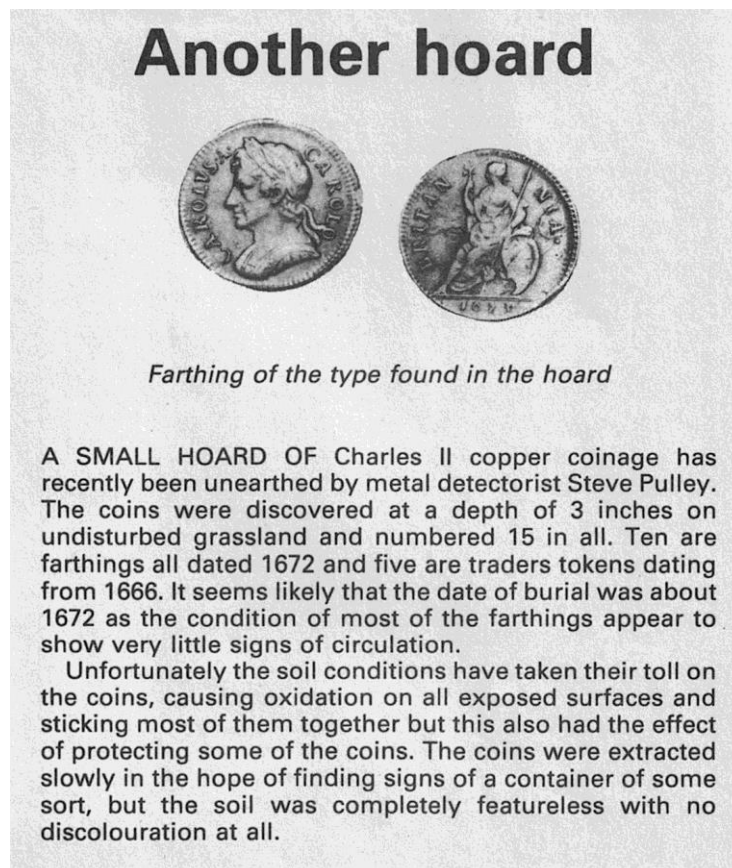 Another hoard
CAROLVS·A· CAROLO
BRITAN NIA·
Farthing of the type found in the hoard
A SMALL HOARD OF Charles II copper coinage has
recently been unearthed by metal detectorist Steve Pulley.
The coins were discovered at a depth of 3 inches on
undisturbed grassland and numbered 15 in all. Ten are
farthings all dated 1672 and five are traders tokens dating
from 1666. It seems likely that the date of burial was about
1672 as the condition of most of the farthings appear to
show very little signs of circulation.
Unfortunately the soil conditions have taken their toll on
the coins, causing oxidation on all exposed surfaces and
sticking most of them together but this also had the effect
of protecting some of the coins. The coins were extracted
slowly in the hope of finding signs of a container of some
sort, but the soil was completely featureless with no
discolouration at all.